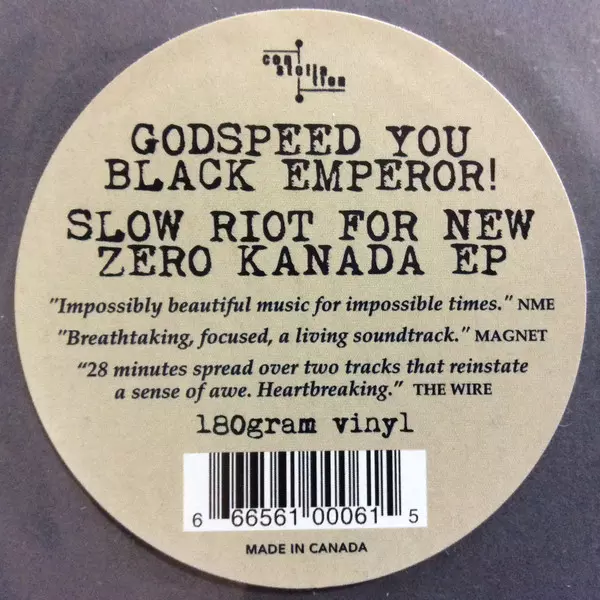 con
stella
tion
GODSPEED YOU
BLACK EMPEROR!
SLOW RIOT FOR NEW
ZERO KANADA EP
"Impossibly beautiful music for impossible times." NME
"Breathtaking, focused, a living soundtrack." MAGNET
“28 minutes spread over two tracks that reinstate
a sense of awe. Heartbreaking.” THE WIRE
180gram vinyl
6 66561 00061 5
MADE IN CANADA